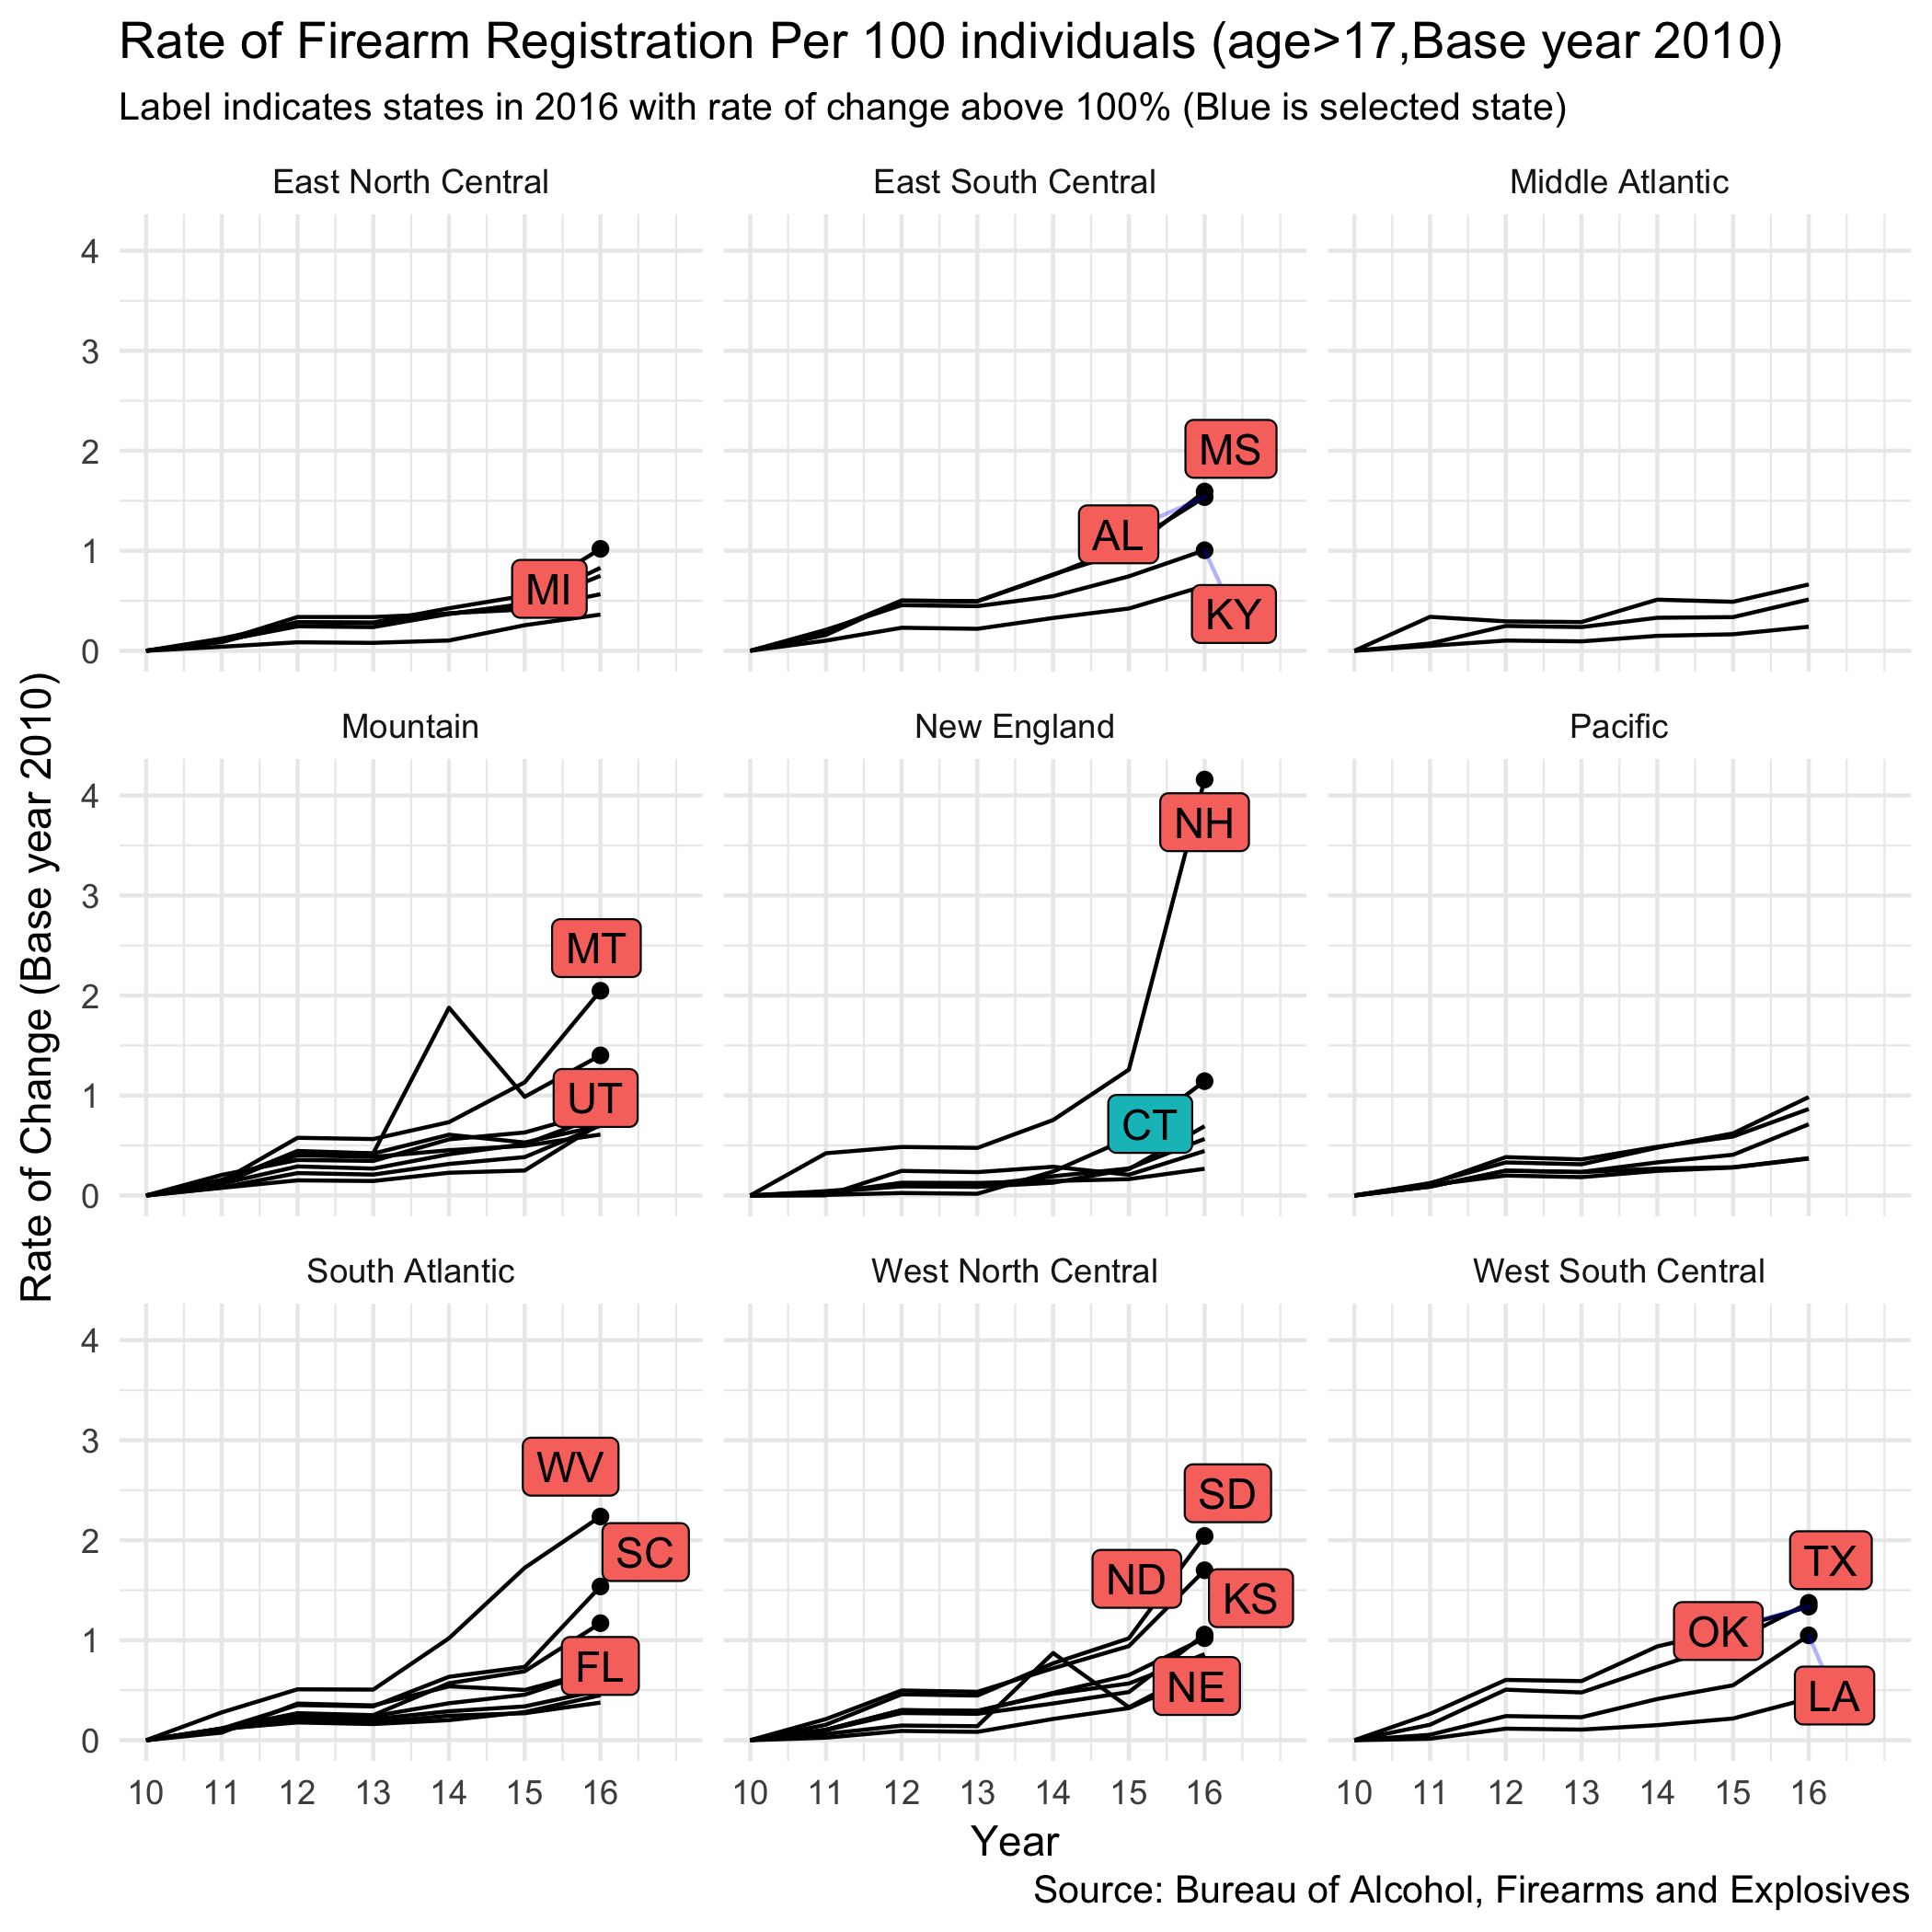 Rate of Firearm Registration Per 100 individuals (age>17,Base year 2010)
Label indicates states in 2016 with rate of change above 100% (Blue is selected state)
East North Central
East South Central
Middle Atlantic
4
3
2
1
0
MI
MS
AL
KY
Mountain
New England
Pacific
4
3
2
1
0
MT
UT
NH
CT
Rate of Change (Base year 2010)
South Atlantic
West North Central
West South Central
4
3
2
1
0
WV
SC
FL
SD
ND
KS
NE
TX
OK
LA
10 11 12 13 14 15 16
10 11 12 13 14 15 16
10 11 12 13 14 15 16
Year
Source: Bureau of Alcohol, Firearms and Explosives